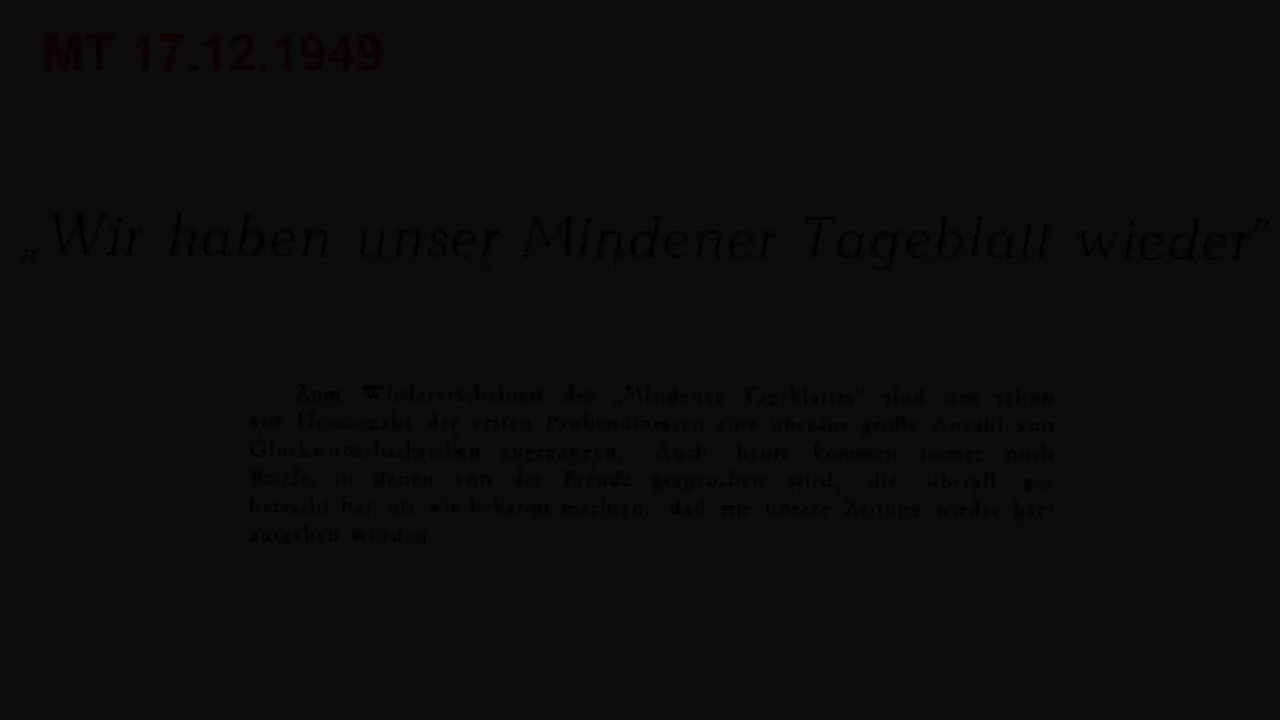 MT 17.12.1949
„Wir haben unser Mindener Tageblatt wieder"
Zum Wiedererscheinen des „Mindener Tageblattes" sind uns schon
vor Herausgabe der ersten Probenummern eine überaus große Anzahl von
Glückwunschschreiben zugegangen. Auch heute kommen immer noch
Briefe, in denen von der Freude gesprochen wird, die überall ge-
herrscht hat, als wir bekannt machten, daß wir unsere Zeitung wieder her-
ausgeben würden.